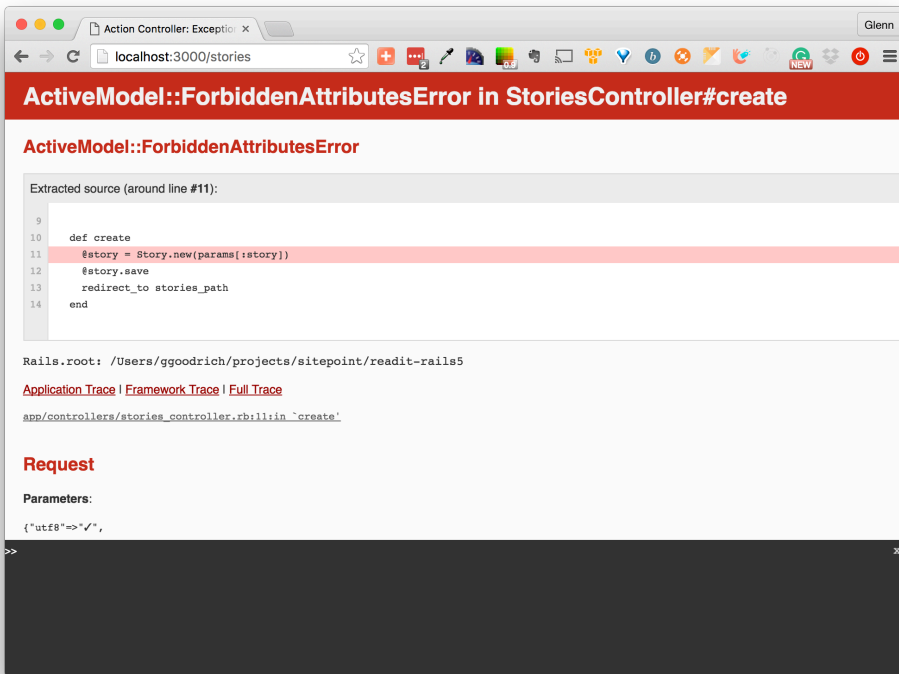 Action Controller: Exceptio
Glenn
localhost:3000/stories
2
0.9
b
G
NEW
ActiveModel::ForbiddenAttributesError in StoriesController#create
ActiveModel::ForbiddenAttributesError
Extracted source (around line #11):
9
10 def create
11 @story = Story.new(params[:story])
12 @story.save
13 redirect_to stories_path
14 end
Rails.root: /Users/ggoodrich/projects/sitepoint/readit-rails5
Application Trace | Framework Trace | Full Trace
app/controllers/stories_controller.rb:11:in `create'
Request
Parameters:
{"utf8"=>"✓",
>>
x